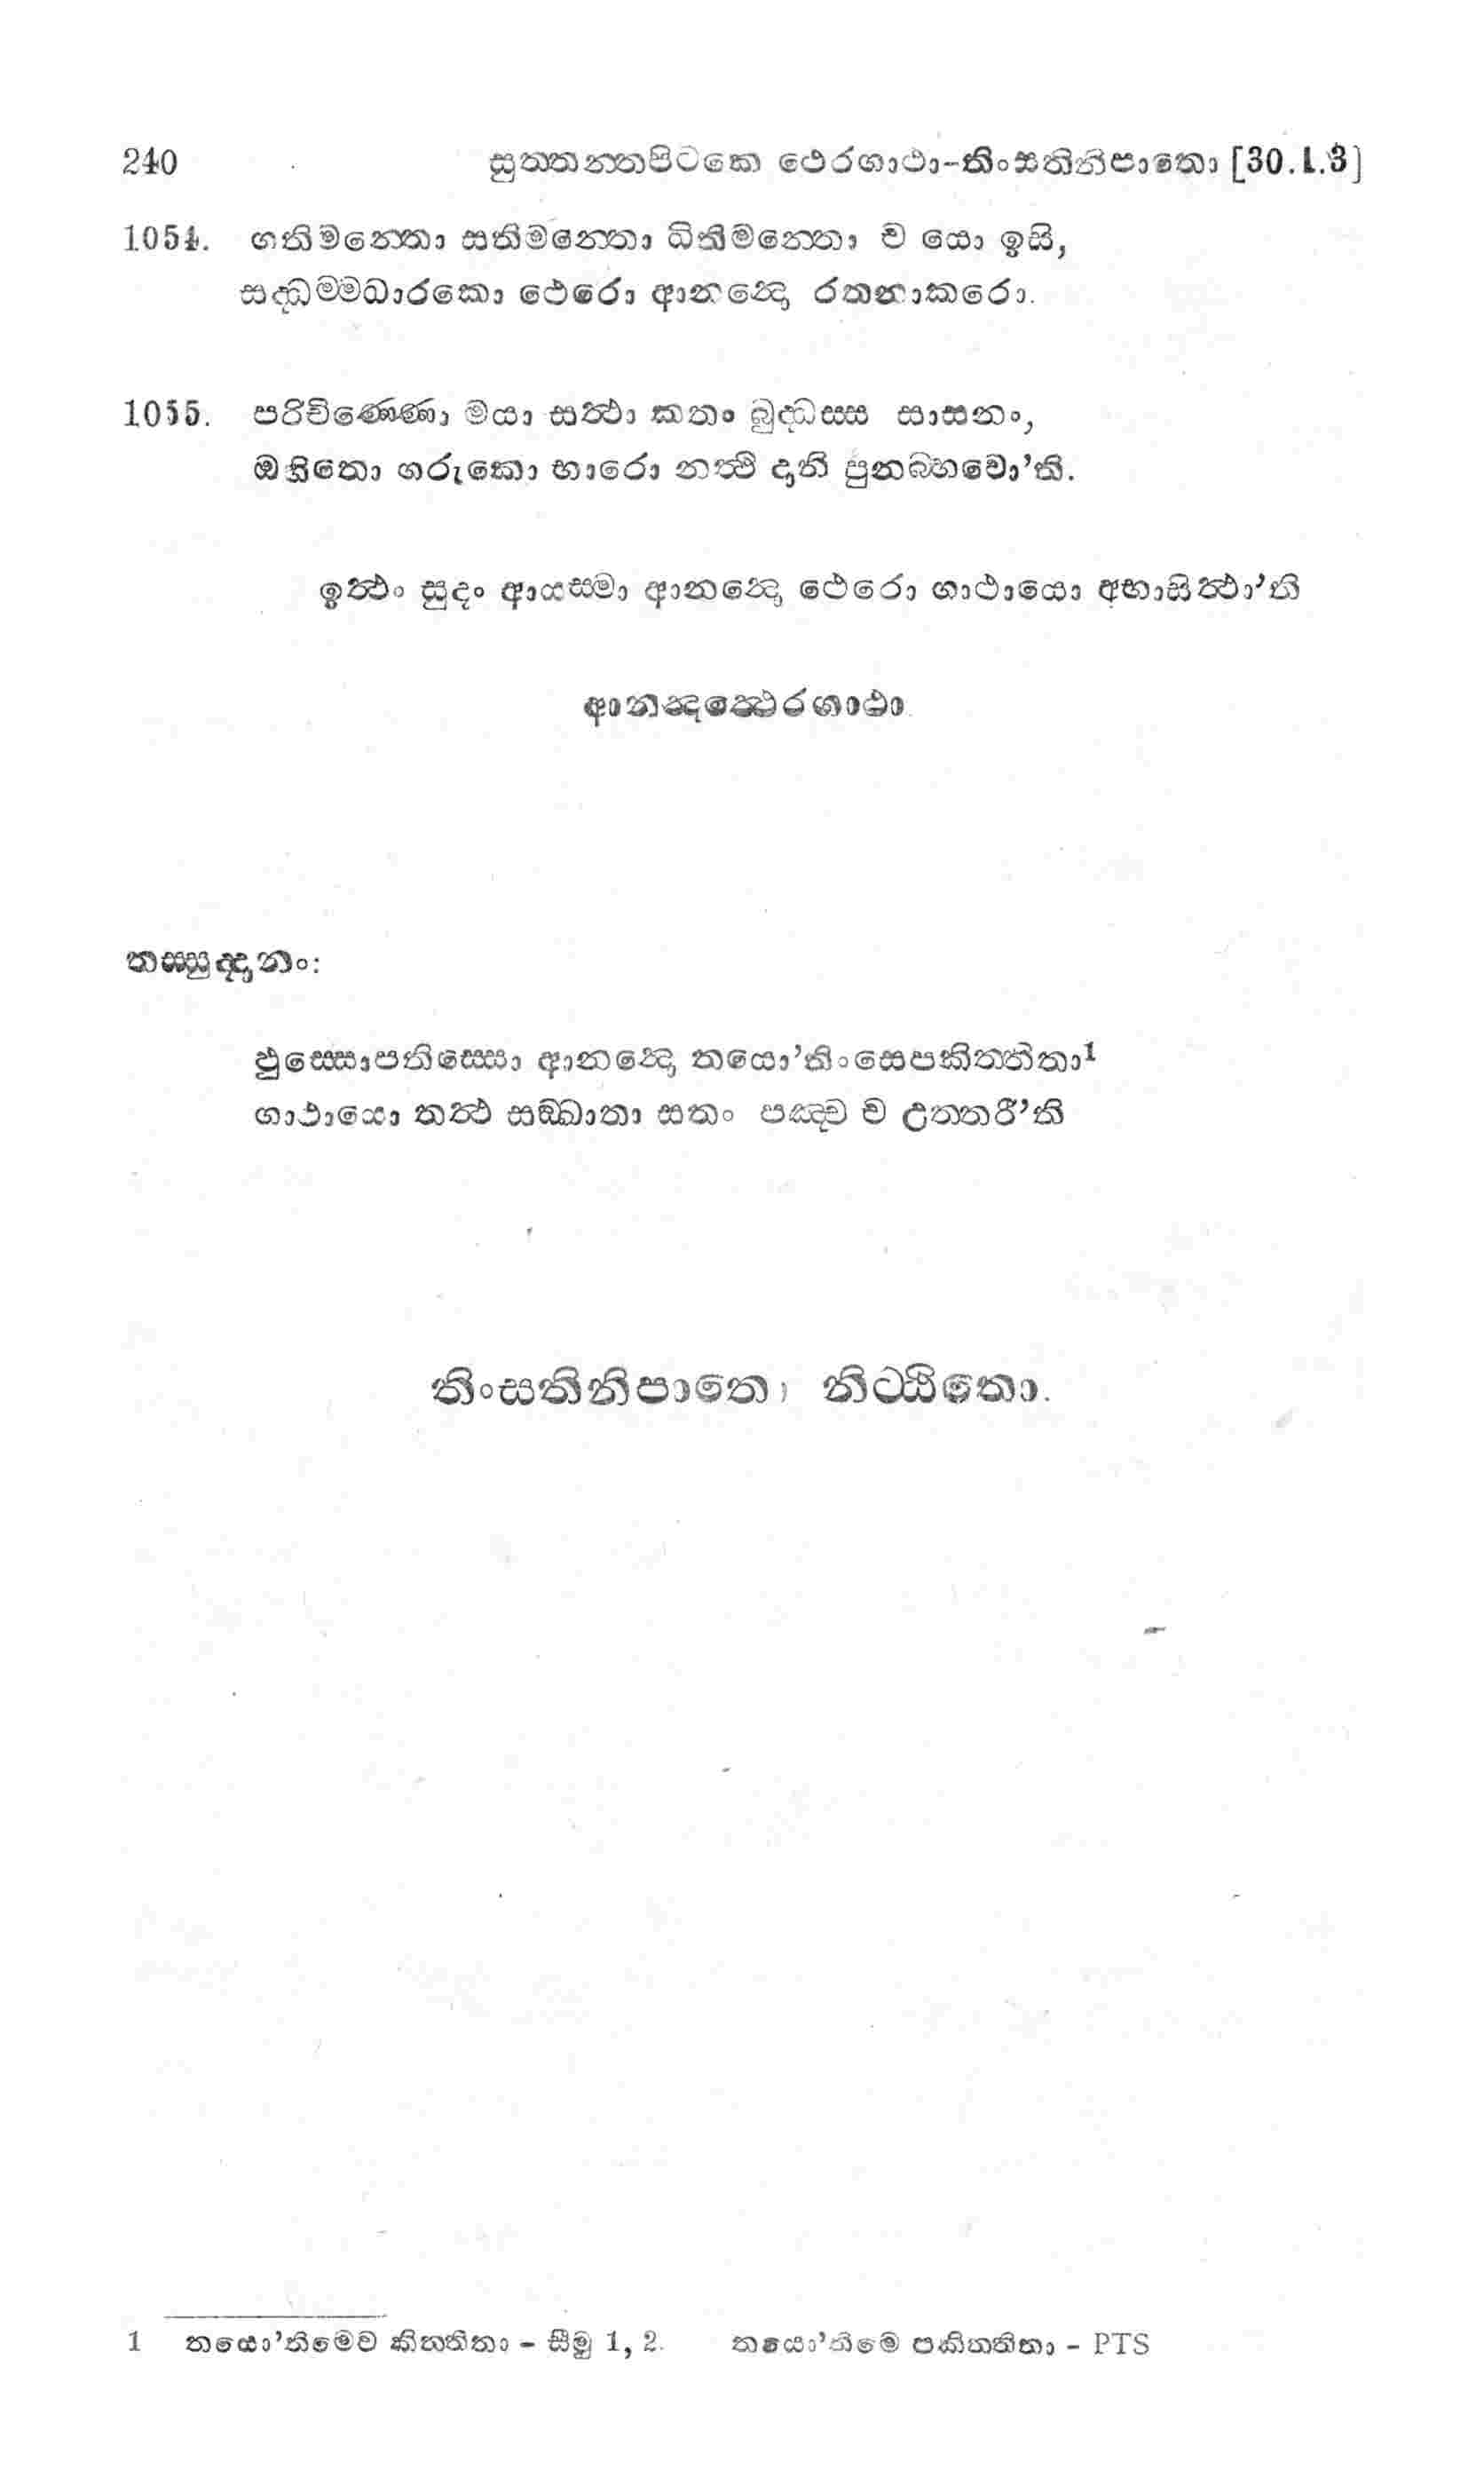 240 සුත්තන්තපිටකෙ ථෙරගාථා-තිංසතිනිපාතො [30.1.3]
1054. ගතිමන්තො සතිමන්තො ධිතිමන්තො ච යො ඉසි,
සද්ධම්මධාරකො ථෙරො ආනන්දො රතනාකරො.
1055. පරිචිණ්ණො මයා සත්ථා කතං බුද්ධස්ස සාසනං,
ඔහිතො ගරුකො භාරො නත්ථි දානි පුනබ්භවො'ති.
ඉත්ථං සුදං ආයස්මා ආනන්දො ථෙරො ගාථායො අභාසිත්ථා'ති
ආනන්දත්ථෙරගාථා.
තස්සුද්දානං:
ඵුස්සොපතිස්සො ආනන්දො තයො'තිංසෙපකිත්තිතා1
ගාථායො තත්ථ සඞ්ඛාතා සතං පඤ්ච ච උත්තරී'ති
තිංසතිනිපාතො නිට්ඨිතො.
1 තයො'තිමෙච කිත්තිතා - සීමු 1, 2. තයො'තිමෙ පකිත්තිතා - PTS